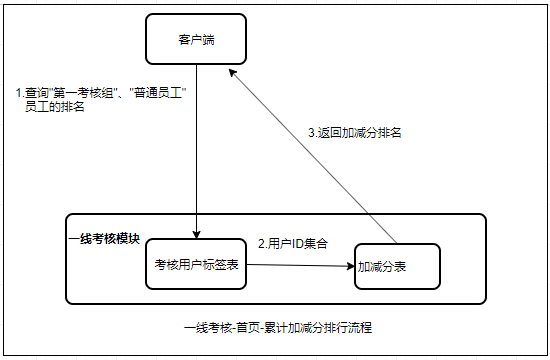 客户端
1.查询"第一考核组"、"普通员工"
员工的排名
3.返回加减分排名
一线考核模块
2.用户ID集合
考核用户标签表
加减分表
一线考核-首页-累计加减分排行流程